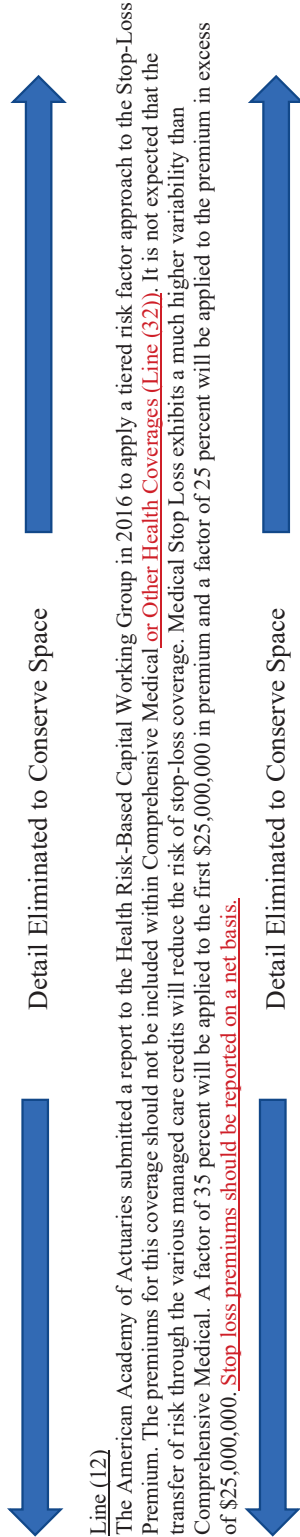 Detail Eliminated to Conserve Space
Line (12)
The American Academy of Actuaries submitted a report to the Health Risk-Based Capital Working Group in 2016 to apply a tiered risk factor approach to the Stop-Loss
Premium. The premiums for this coverage should not be included within Comprehensive Medical or Other Health Coverages (Line (32)). It is not expected that the
transfer of risk through the various managed care credits will reduce the risk of stop-loss coverage. Medical Stop Loss exhibits a much higher variability than
Comprehensive Medical. A factor of 35 percent will be applied to the first $25,000,000 in premium and a factor of 25 percent will be applied to the premium in excess
of $25,000,000. Stop loss premiums should be reported on a net basis.
Detail Eliminated to Conserve Space